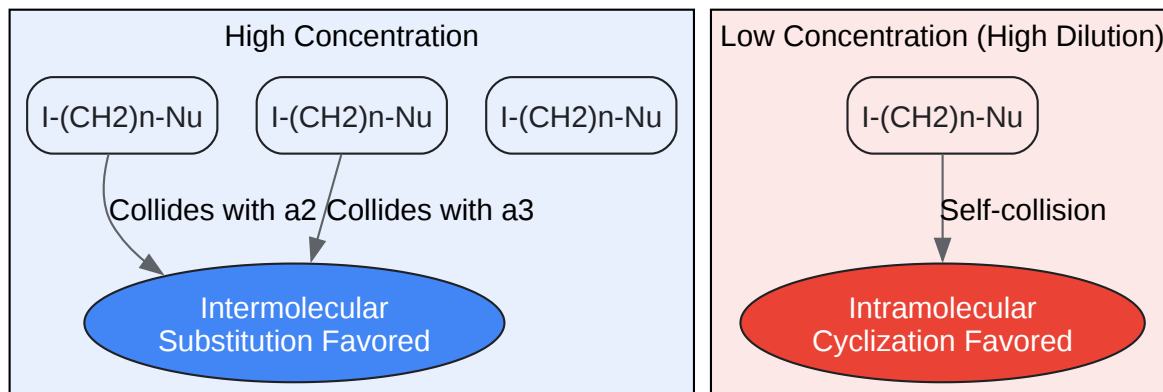 High Concentration
I-(CH2)n-Nu
I-(CH2)n-Nu
I-(CH2)n-Nu
Collides with a2
Collides with a3
Intermolecular
Substitution Favored
Low Concentration (High Dilution)
I-(CH2)n-Nu
Self-collision
Intramolecular
Cyclization Favored